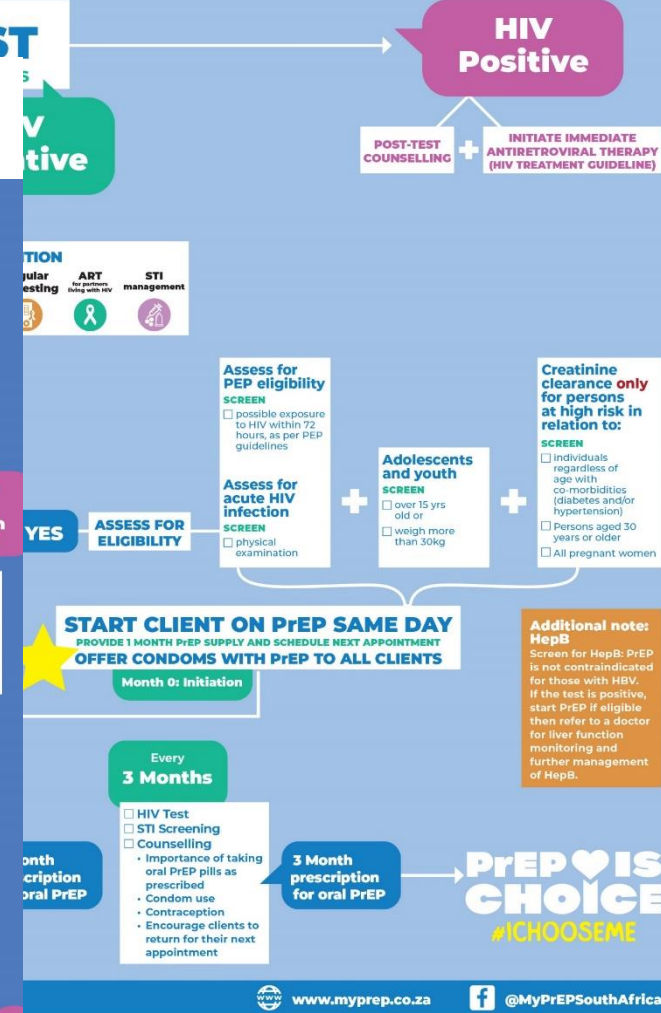 ST
S
HIV
Positive
V
tive
POST-TEST
COUNSELLING
INITIATE IMMEDIATE
ANTIRETROVIRAL THERAPY
(HIV TREATMENT GUIDELINE)
TION
gular
esting
ART
for partners
living with HIV
STI
management
Assess for
PEP eligibility
SCREEN
possible exposure
to HIV within 72
hours, as per PEP
guidelines
Assess for
acute HIV
infection
SCREEN
physical
examination
Adolescents
and youth
SCREEN
over 15 yrs
old or
weigh more
than 30kg
Creatinine
clearance only
for persons
at high risk in
relation to:
SCREEN
individuals
regardless of
age with
co-morbidities
(diabetes and/or
hypertension)
Persons aged 30
years or older
All pregnant women
YES
ASSESS FOR
ELIGIBILITY
START CLIENT ON PrEP SAME DAY
PROVIDE 1 MONTH PrEP SUPPLY AND SCHEDULE NEXT APPOINTMENT
OFFER CONDOMS WITH PrEP TO ALL CLIENTS
Month 0: Initiation
Additional note:
HepB
Screen for HepB: PrEP
is not contraindicated
for those with HBV.
If the test is positive,
start PrEP if eligible
then refer to a doctor
for liver function
monitoring and
further management
of HepB.
Every
3 Months
HIV Test
STI Screening
Counselling
• Importance of taking
oral PrEP pills as
prescribed
• Condom use
• Contraception
• Encourage clients to
return for their next
appointment
onth
cription
oral PrEP
3 Month
prescription
for oral PrEP
PrEP IS
CHOICE
#ICHOOSEME
www.myprep.co.za
@MyPrEPSouthAfrica